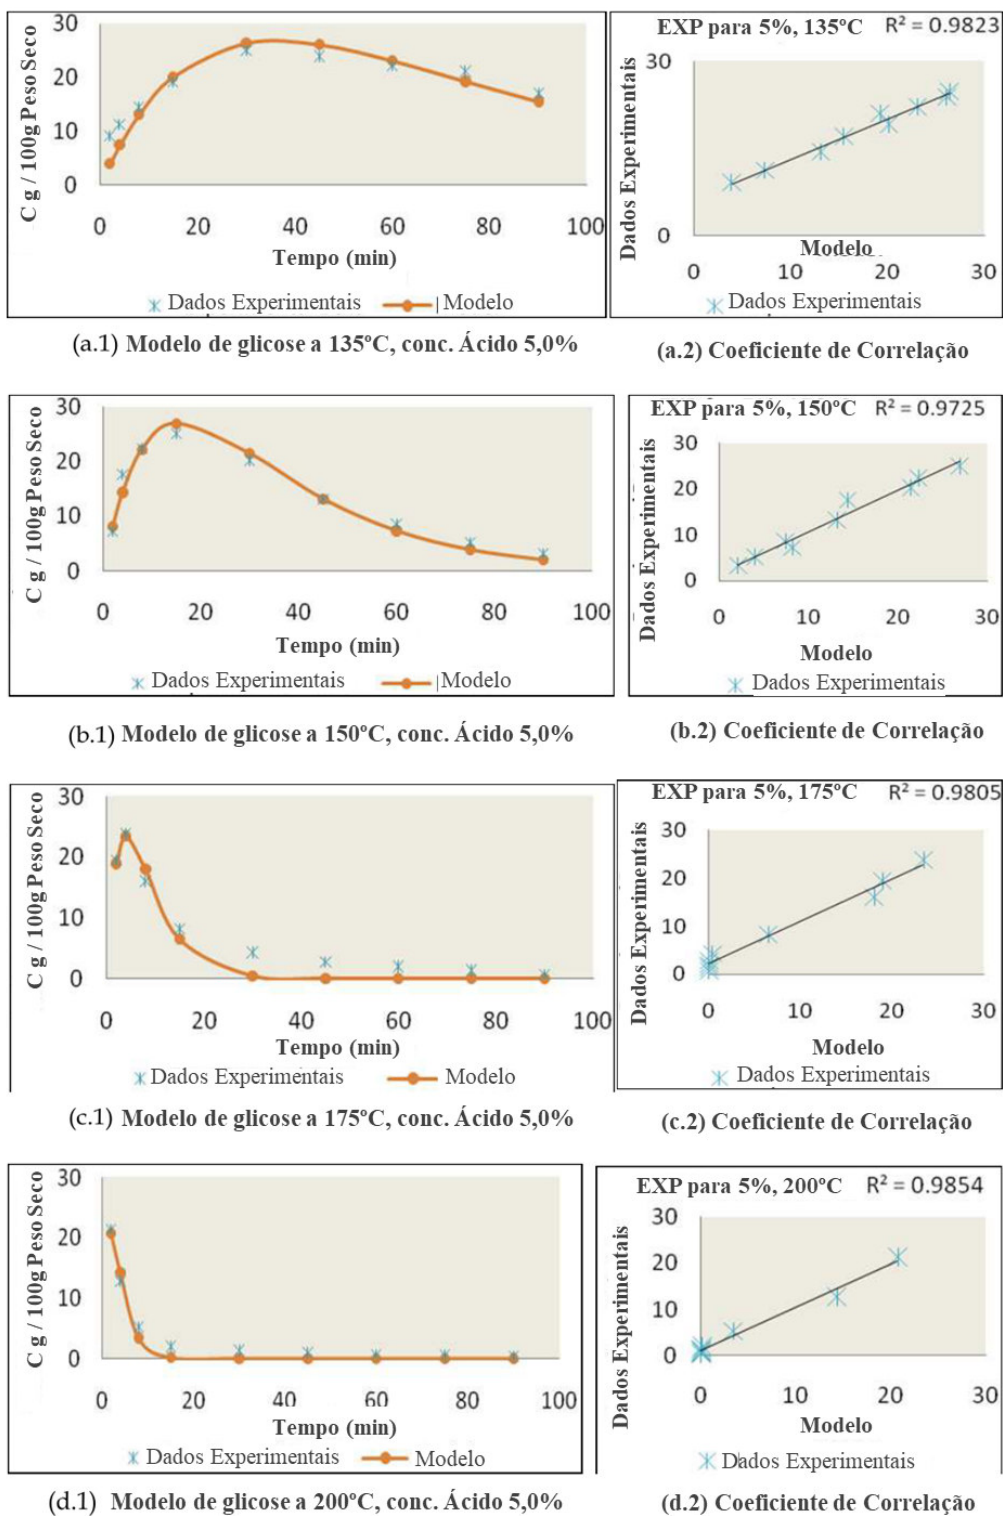 EXP para 5%, 135ºC R² = 0.9823
C g / 100g Peso Seco
30
20
10
0
0 20 40 60 80 100
Tempo (min)
Dados Experimentais Modelo
Dados Experimentais
30
0
Modelo
0 10 20 30
Dados Experimentais
(a.1) Modelo de glicose a 135ºC, conc. Ácido 5,0%
(a.2) Coeficiente de Correlação
C g / 100g Peso Seco
30
20
10
0
0 20 40 60 80 100
Tempo (min)
Dados Experimentais Modelo
EXP para 5%, 150ºC R² = 0.9725
Dados Experimentais
30
20
10
0
0 10 20 30
Modelo
Dados Experimentais
(b.1) Modelo de glicose a 150ºC, conc. Ácido 5,0%
(b.2) Coeficiente de Correlação
C g / 100g Peso Seco
30
20
10
0
0 20 40 60 80 100
Tempo (min)
Dados Experimentais Modelo
EXP para 5%, 175ºC R² = 0.9805
Dados Experimentais
30
20
10
0
0 10 20 30
Modelo
Dados Experimentais
(c.1) Modelo de glicose a 175ºC, conc. Ácido 5,0%
(c.2) Coeficiente de Correlação
C g / 100g Peso Seco
30
20
10
0
0 20 40 60 80 100
Tempo (min)
Dados Experimentais Modelo
EXP para 5%, 200ºC R² = 0.9854
Dados Experimentais
30
20
10
0
0 10 20 30
Modelo
Dados Experimentais
(d.1) Modelo de glicose a 200ºC, conc. Ácido 5,0%
(d.2) Coeficiente de Correlação